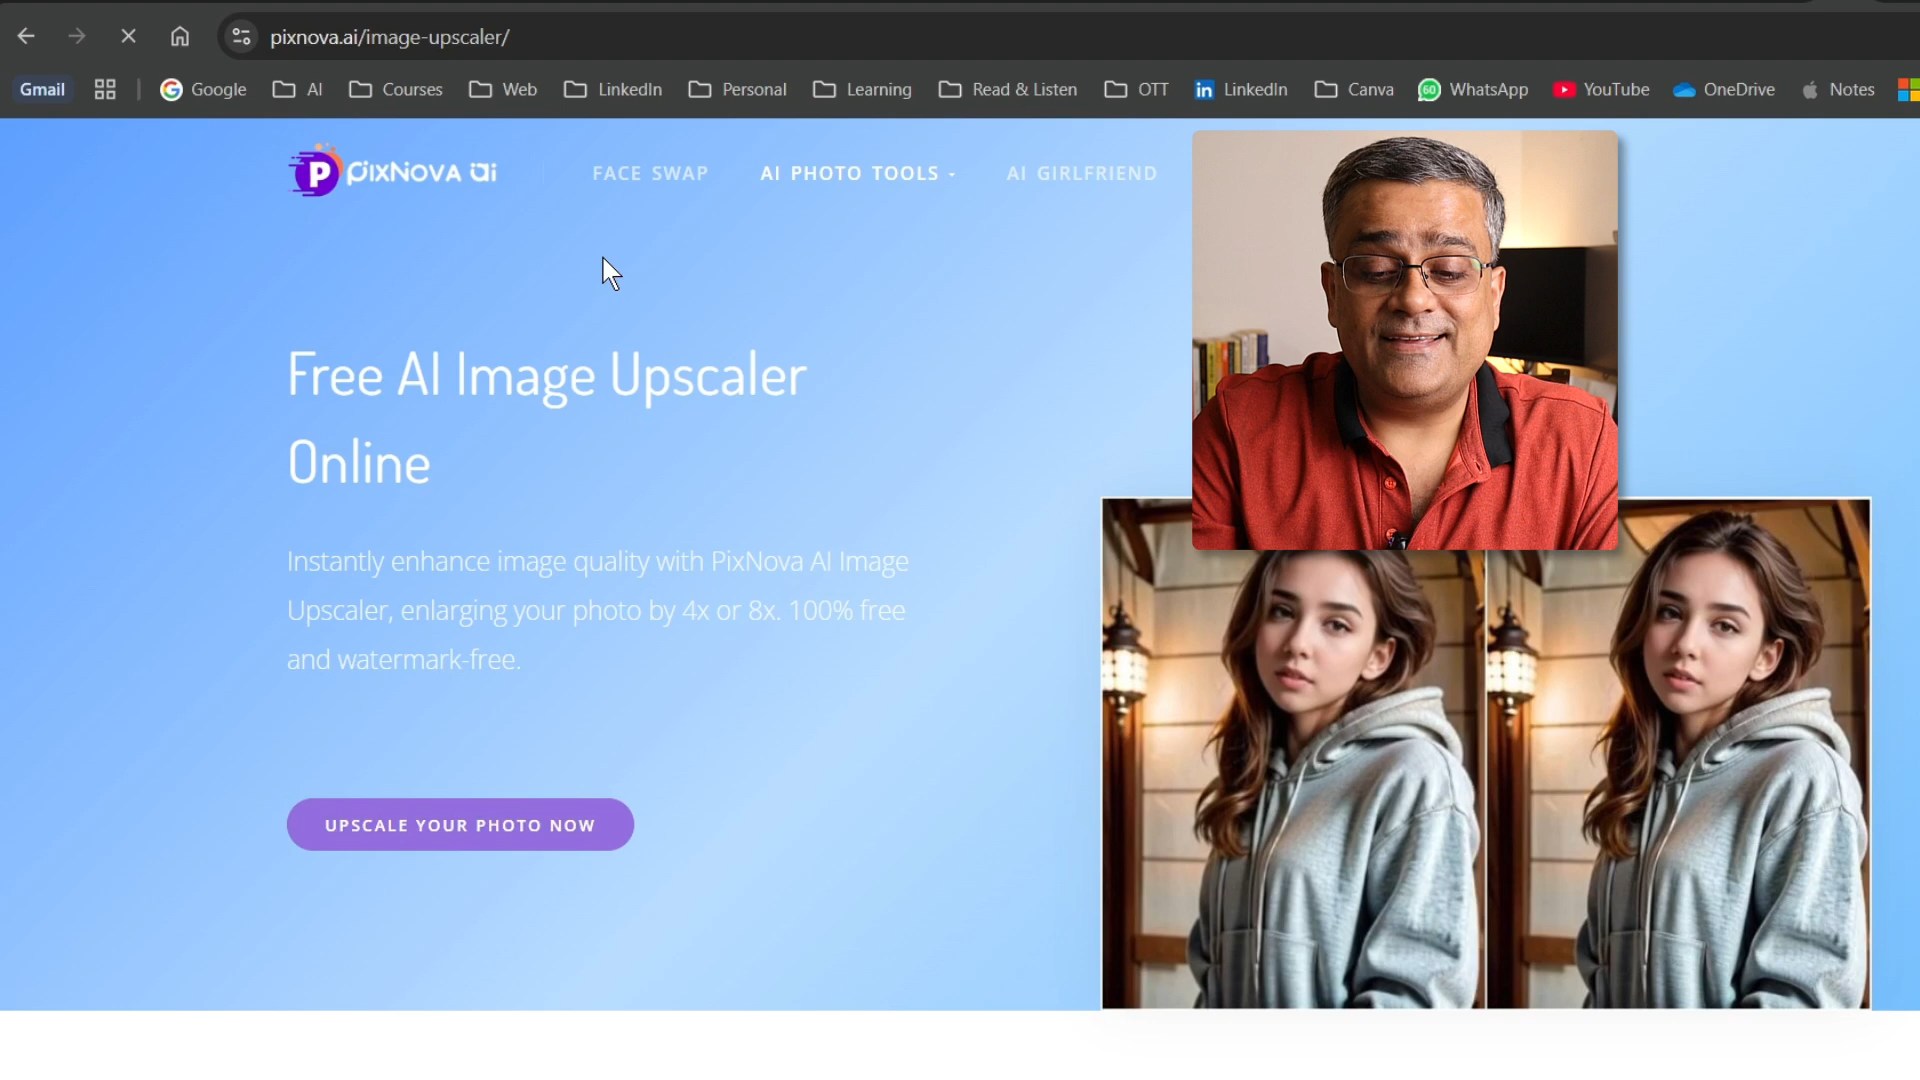 pixnova.ai/image-upscaler/
Gmail Google AI Courses Web LinkedIn Personal Learning Read & Listen OTT in LinkedIn Canva 60 WhatsApp YouTube OneDrive Notes
P PixNova ai FACE SWAP AI PHOTO TOOLS AI GIRLFRIEND
Free AI Image Upscaler
Online
Instantly enhance image quality with PixNova AI Image
Upscaler, enlarging your photo by 4x or 8x. 100% free
and watermark-free.
UPSCALE YOUR PHOTO NOW